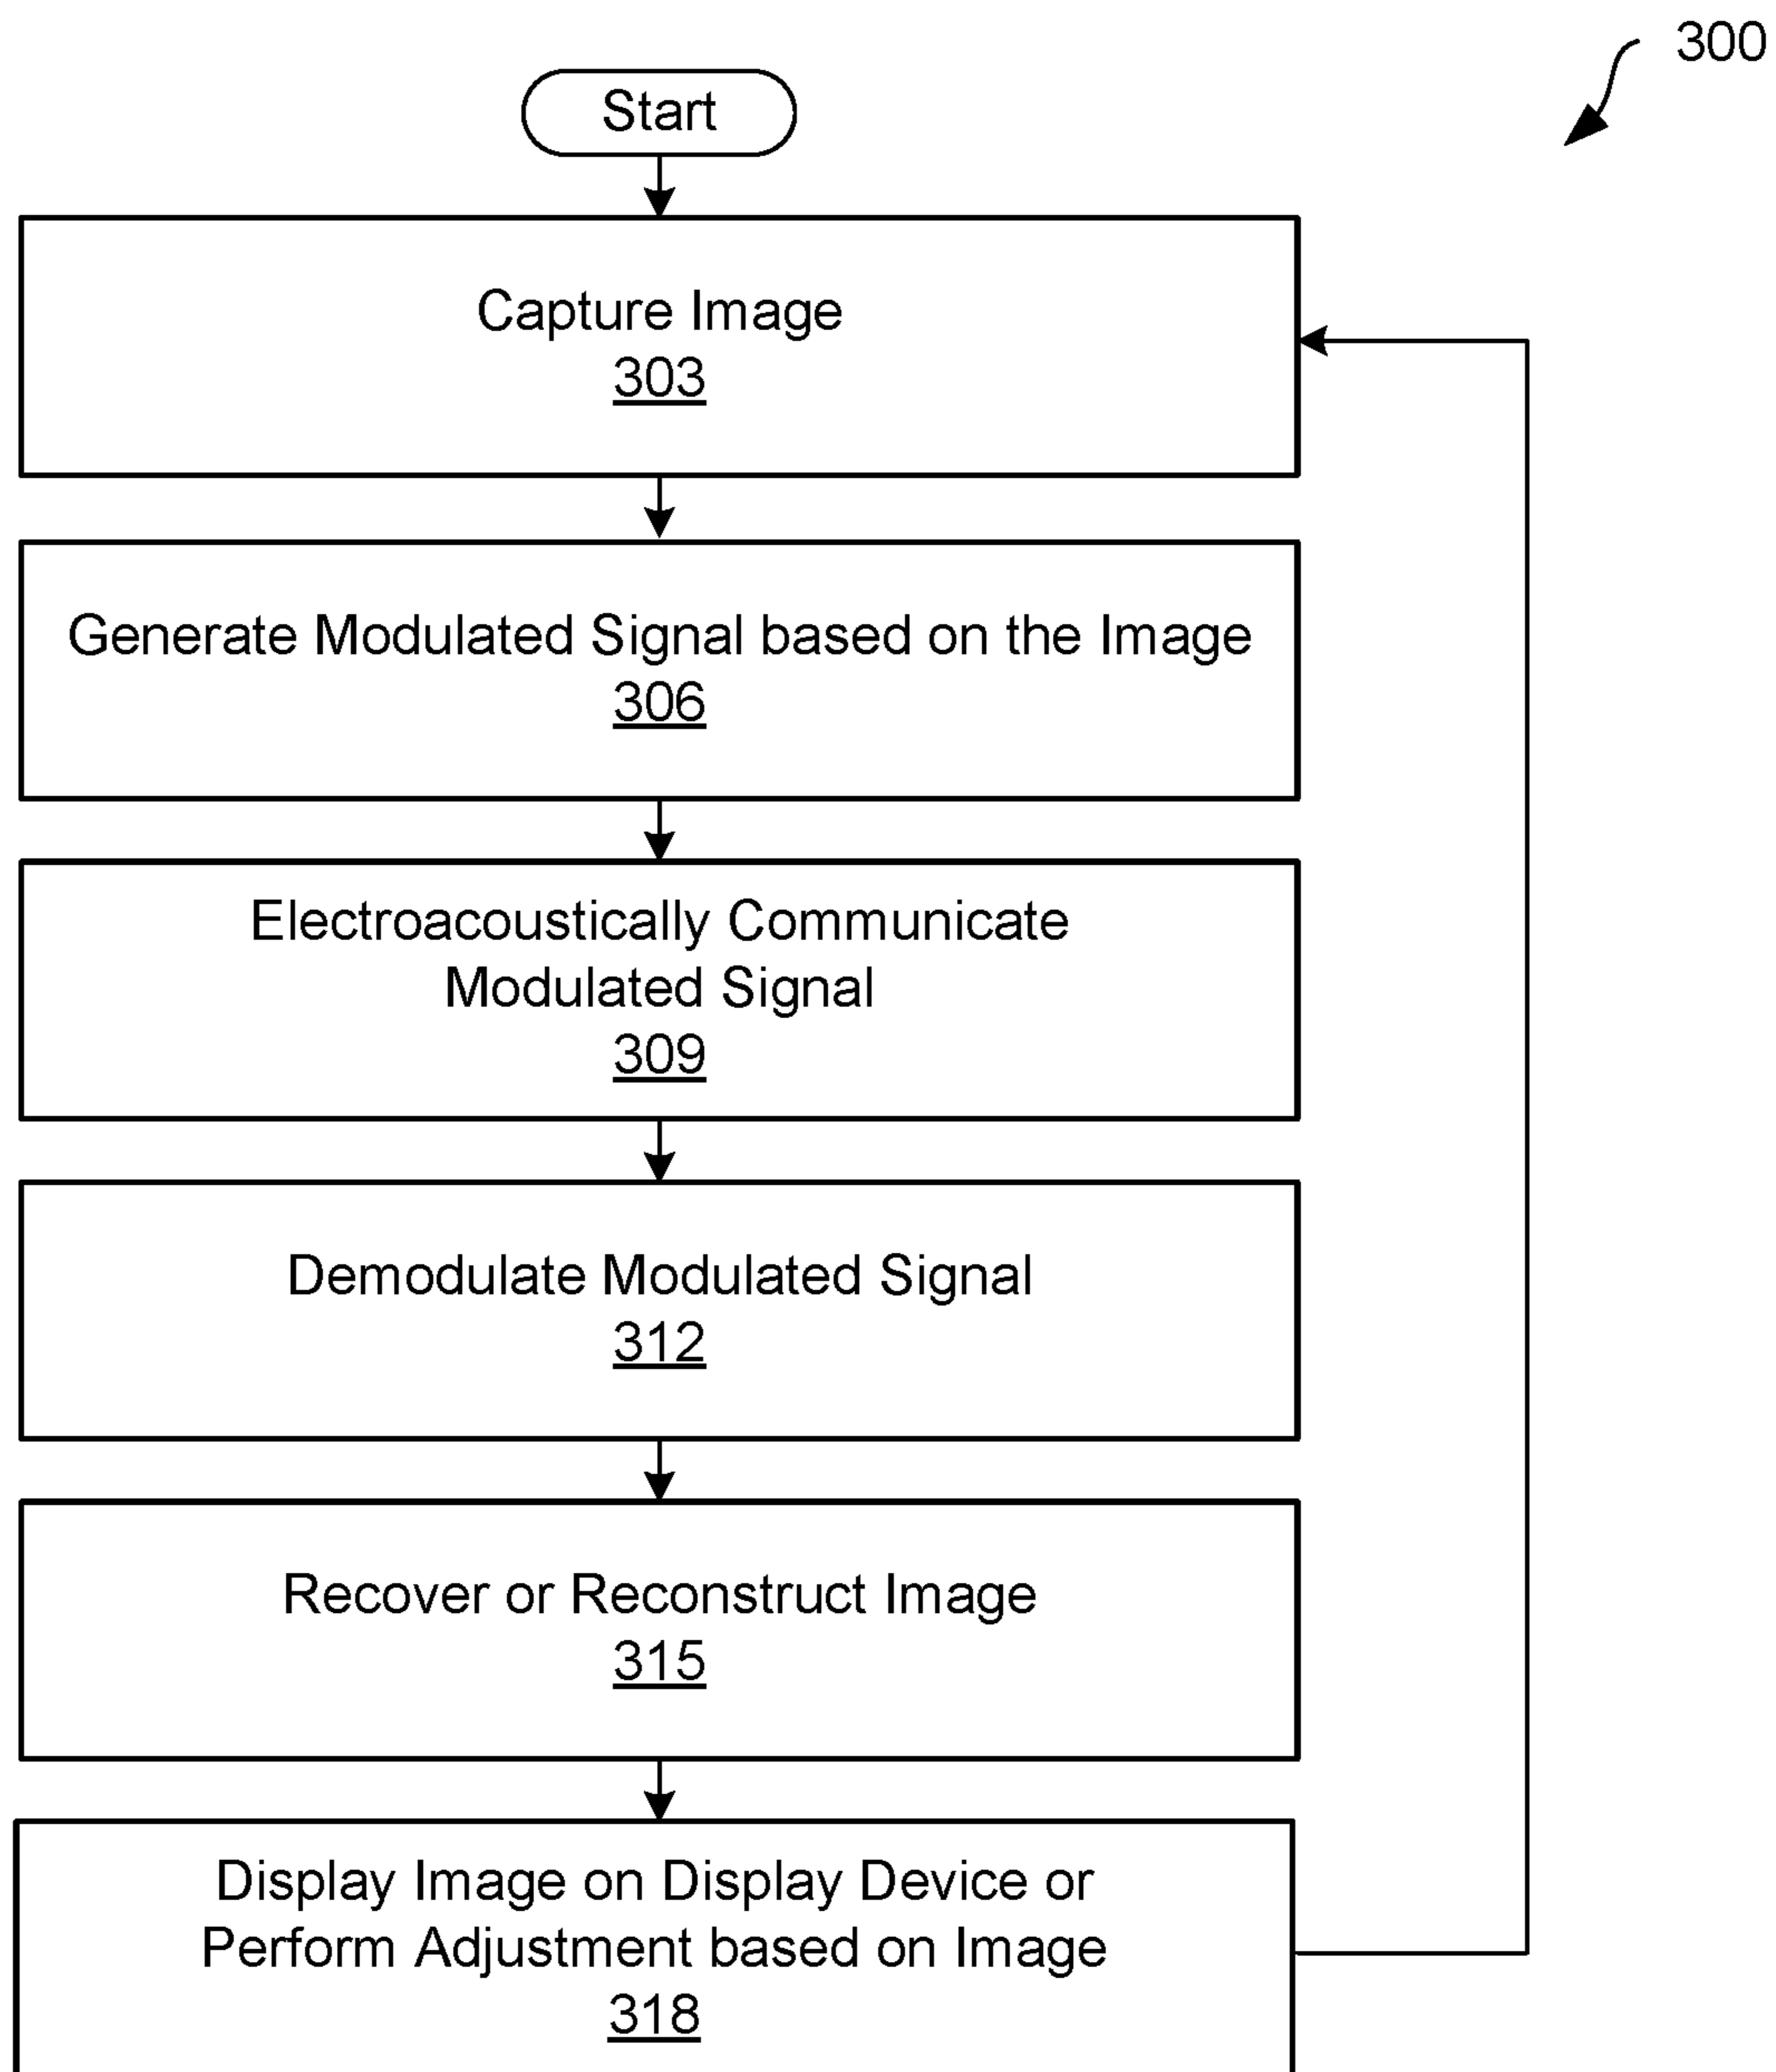 300
Start
Capture Image
303
Generate Modulated Signal based on the Image
306
Electroacoustically Communicate
Modulated Signal
309
Demodulate Modulated Signal
312
Recover or Reconstruct Image
315
Display Image on Display Device or
Perform Adjustment based on Image
318